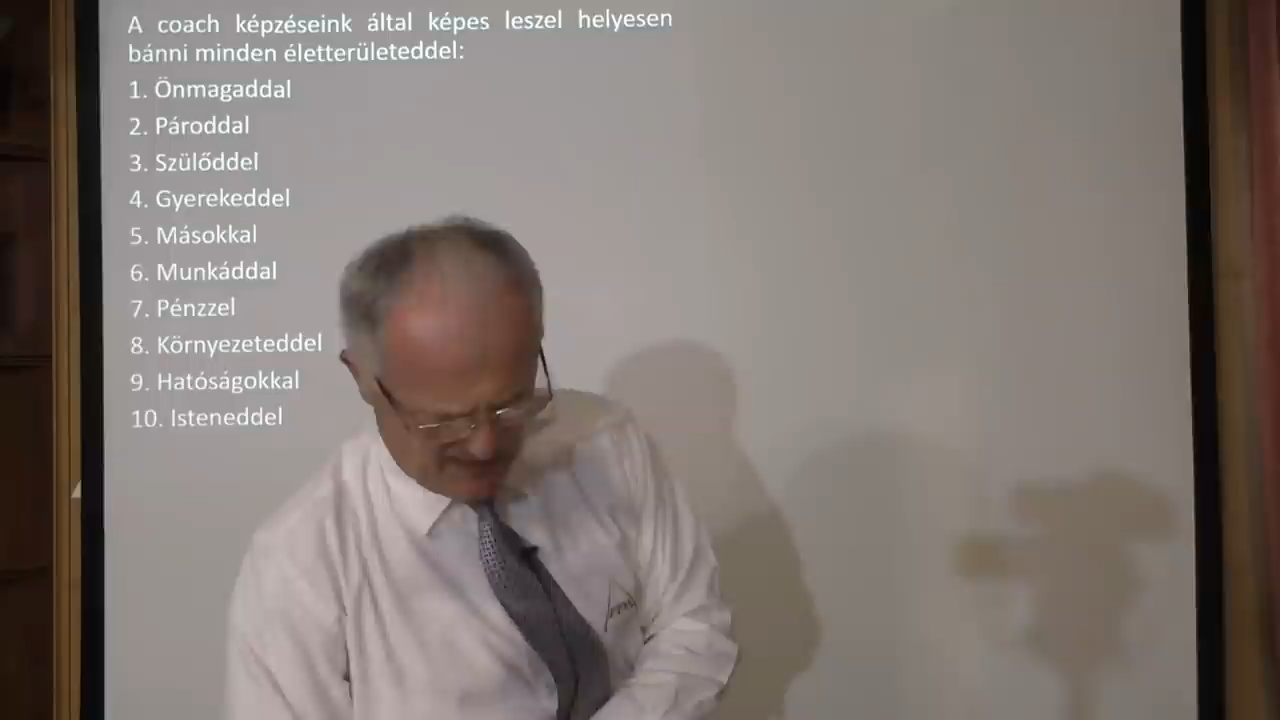 A coach képzéseink által képes leszel helyesen
bánni minden életterületeddel:
1. Önmagaddal
2. Pároddal
3. Szülőddel
4. Gyerekeddel
5. Másokkal
6. Munkáddal
7. Pénzzel
8. Környezeteddel
9. Hatóságokkal
10. Isteneddel